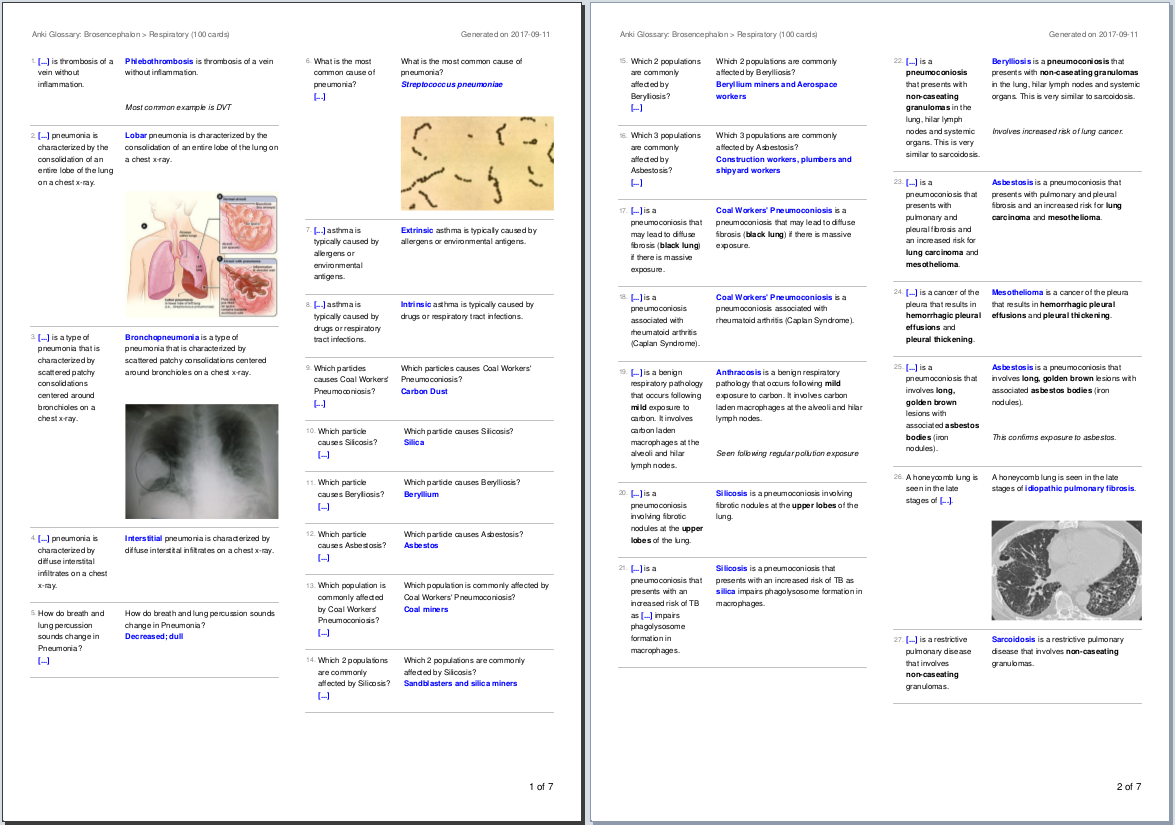 Anki Glossary: Brosencephalon > Respiratory (100 cards)
Generated on 2017-09-11
1. [...] is thrombosis of a
vein without
inflammation.
Phlebothrombosis is thrombosis of a vein
without inflammation.
Most common example is DVT
2. [...] pneumonia is
characterized by the
consolidation of an
entire lobe of the lung
on a chest x-ray.
Lobar pneumonia is characterized by the
consolidation of an entire lobe of the lung on
a chest x-ray.
3. [...] is a type of
pneumonia that is
characterized by
scattered patchy
consolidations
centered around
bronchioles on a
chest x-ray.
Bronchopneumonia is a type of
pneumonia that is characterized by
scattered patchy consolidations centered
around bronchioles on a chest x-ray.
4. [...] pneumonia is
characterized by
diffuse interstitial
infiltrates on a chest
x-ray.
Interstitial pneumonia is characterized by
diffuse interstitial infiltrates on a chest x-ray.
5. How do breath and
lung percussion
sounds change in
Pneumonia?
[...]
How do breath and lung percussion sounds
change in Pneumonia?
Decreased; dull
6. What is the most
common cause of
pneumonia?
[...]
What is the most common cause of
pneumonia?
Streptococcus pneumoniae
7. [...] asthma is
typically caused by
allergens or
environmental
antigens.
Extrinsic asthma is typically caused by
allergens or environmental antigens.
8. [...] asthma is
typically caused by
drugs or respiratory
tract infections.
Intrinsic asthma is typically caused by
drugs or respiratory tract infections.
9. Which particles
causes Coal Workers'
Pneumoconiosis?
[...]
Which particles causes Coal Workers'
Pneumoconiosis?
Carbon Dust
10. Which particle
causes Silicosis?
[...]
Which particle causes Silicosis?
Silica
11. Which particle
causes Berylliosis?
[...]
Which particle causes Berylliosis?
Beryllium
12. Which particle
causes Asbestosis?
[...]
Which particle causes Asbestosis?
Asbestos
13. Which population is
commonly affected
by Coal Workers'
Pneumoconiosis?
[...]
Which population is commonly affected by
Coal Workers' Pneumoconiosis?
Coal miners
14. Which 2 populations
are commonly
affected by Silicosis?
[...]
Which 2 populations are commonly
affected by Silicosis?
Sandblasters and silica miners
1 of 7
Anki Glossary: Brosencephalon > Respiratory (100 cards)
Generated on 2017-09-11
15. Which 2 populations
are commonly
affected by
Berylliosis?
[...]
Which 2 populations are commonly
affected by Berylliosis?
Beryllium miners and Aerospace
workers
16. Which 3 populations
are commonly
affected by
Asbestosis?
[...]
Which 3 populations are commonly
affected by Asbestosis?
Construction workers, plumbers and
shipyard workers
17. [...] is a
pneumoconiosis that
may lead to diffuse
fibrosis (black lung)
if there is massive
exposure.
Coal Workers' Pneumoconiosis is a
pneumoconiosis that may lead to diffuse
fibrosis (black lung) if there is massive
exposure.
18. [...] is a
pneumoconiosis
associated with
rheumatoid arthritis
(Caplan Syndrome).
Coal Workers' Pneumoconiosis is a
pneumoconiosis associated with
rheumatoid arthritis (Caplan Syndrome).
19. [...] is a benign
respiratory pathology
that occurs following
mild exposure to
carbon. It involves
carbon laden
macrophages at the
alveoli and hilar
lymph nodes.
Anthracosis is a benign respiratory
pathology that occurs following mild
exposure to carbon. It involves carbon
laden macrophages at the alveoli and hilar
lymph nodes.
Seen following regular pollution exposure
20. [...] is a
pneumoconiosis
involving fibrotic
nodules at the upper
lobes of the lung.
Silicosis is a pneumoconiosis involving
fibrotic nodules at the upper lobes of the
lung.
21. [...] is a
pneumoconiosis that
presents with an
increased risk of TB
as [...] impairs
phagolysosome
formation in
macrophages.
Silicosis is a pneumoconiosis that
presents with an increased risk of TB as
silica impairs phagolysosome formation in
macrophages.
22. [...] is a
pneumoconiosis
that presents with
non-caseating
granulomas in the
lung, hilar lymph
nodes and systemic
organs. This is very
similar to sarcoidosis.
Berylliosis is a pneumoconiosis that
presents with non-caseating granulomas
in the lung, hilar lymph nodes and systemic
organs. This is very similar to sarcoidosis.
Involves increased risk of lung cancer.
23. [...] is a
pneumoconiosis that
presents with
pulmonary and
pleural fibrosis and
an increased risk for
lung carcinoma and
mesothelioma.
Asbestosis is a pneumoconiosis that
presents with pulmonary and pleural
fibrosis and an increased risk for lung
carcinoma and mesothelioma.
24. [...] is a cancer of the
pleura that results in
hemorrhagic pleural
effusions and
pleural thickening.
Mesothelioma is a cancer of the pleura
that results in hemorrhagic pleural
effusions and pleural thickening.
25. [...] is a
pneumoconiosis that
involves long,
golden brown
lesions with
associated asbestos
bodies (iron
nodules).
Asbestosis is a pneumoconiosis that
involves long, golden brown lesions with
associated asbestos bodies (iron
nodules).
This confirms exposure to asbestos.
26. A honeycomb lung is
seen in the late
stages of [...].
A honeycomb lung is seen in the late
stages of idiopathic pulmonary fibrosis.
27. [...] is a restrictive
pulmonary disease
that involves
non-caseating
granulomas.
Sarcoidosis is a restrictive pulmonary
disease that involves non-caseating
granulomas.
2 of 7